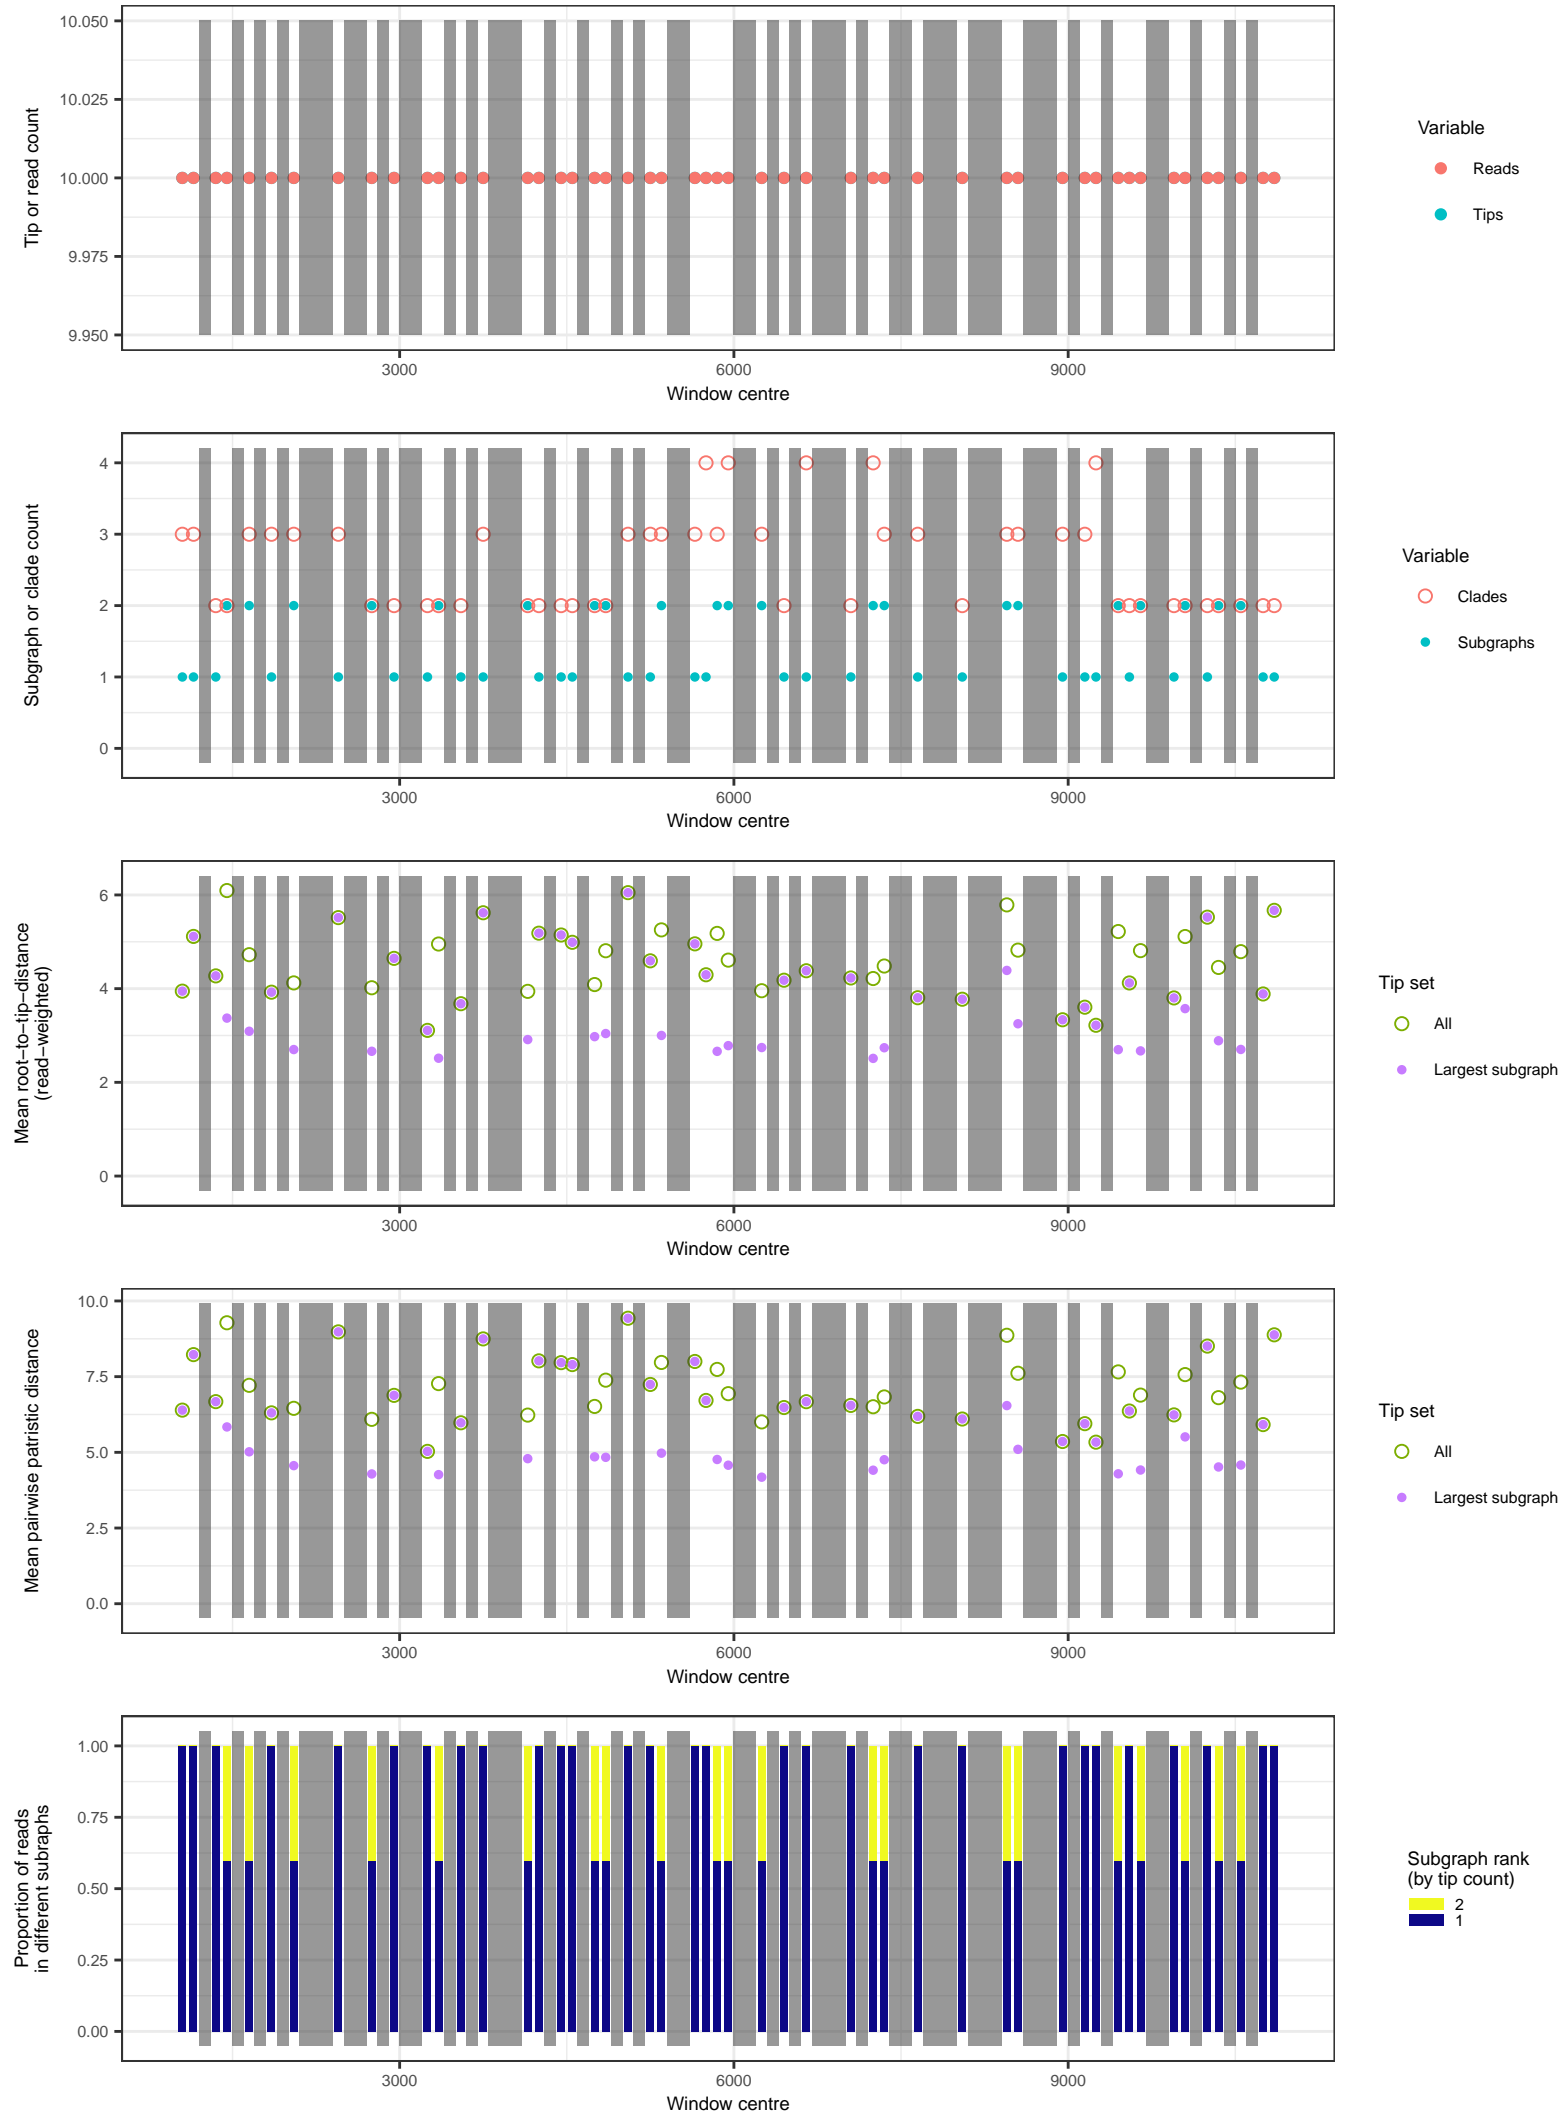 10.050
10.025
10.000
9.975
9.950
Tip or read count
3000
6000
9000
Window centre
Variable
Reads
Tips
4
3
2
1
0
Subgraph or clade count
3000
6000
9000
Window centre
Variable
Clades
Subgraphs
6
4
2
0
Mean root−to−tip−distance
(read−weighted)
3000
6000
9000
Window centre
Tip set
All
Largest subgraph
10.0
7.5
5.0
2.5
0.0
Mean pairwise patristic distance
3000
6000
9000
Window centre
Tip set
All
Largest subgraph
1.00
0.75
0.50
0.25
0.00
Proportion of reads
in different subraphs
3000
6000
9000
Window centre
Subgraph rank
(by tip count)
2
1